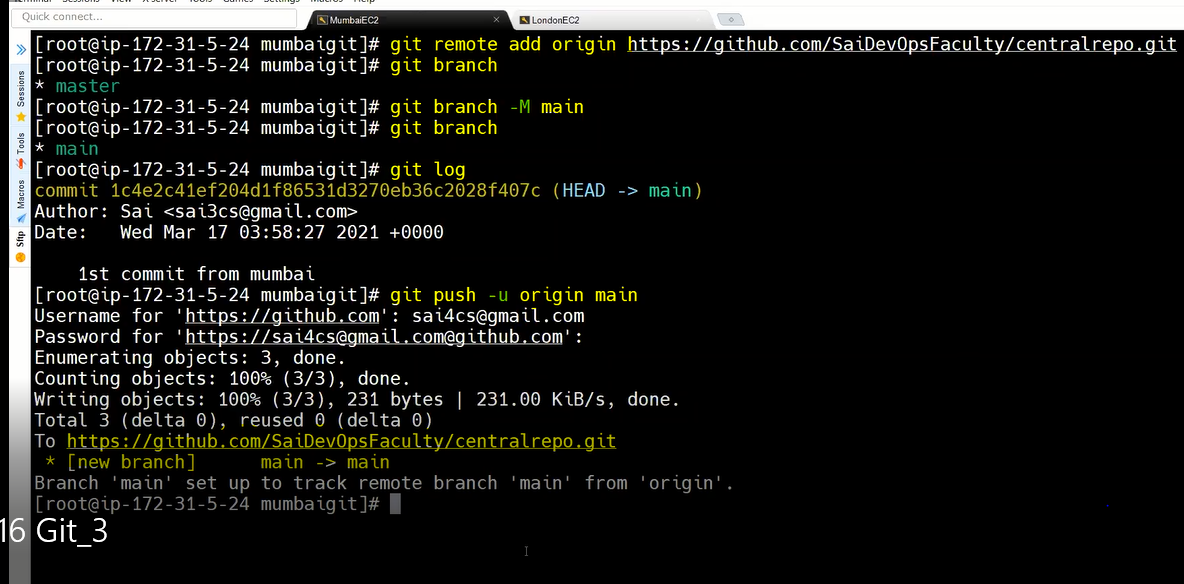 Terminal Sessions View X server Tools Games Settings Macros Help
Quick connect...
MumbaiEC2
LondonEC2
Sessions
Tools
Macros
Sftp
[root@ip-172-31-5-24 mumbaigit]# git remote add origin https://github.com/SaiDevOpsFaculty/centralrepo.git
[root@ip-172-31-5-24 mumbaigit]# git branch
* master
[root@ip-172-31-5-24 mumbaigit]# git branch -M main
[root@ip-172-31-5-24 mumbaigit]# git branch
* main
[root@ip-172-31-5-24 mumbaigit]# git log
commit 1c4e2c41ef204d1f86531d3270eb36c2028f407c (HEAD -> main)
Author: Sai <sai3cs@gmail.com>
Date:   Wed Mar 17 03:58:27 2021 +0000
    1st commit from mumbai
[root@ip-172-31-5-24 mumbaigit]# git push -u origin main
Username for 'https://github.com': sai4cs@gmail.com
Password for 'https://sai4cs@gmail.com@github.com':
Enumerating objects: 3, done.
Counting objects: 100% (3/3), done.
Writing objects: 100% (3/3), 231 bytes | 231.00 KiB/s, done.
Total 3 (delta 0), reused 0 (delta 0)
To https://github.com/SaiDevOpsFaculty/centralrepo.git
 * [new branch]      main -> main
Branch 'main' set up to track remote branch 'main' from 'origin'.
[root@ip-172-31-5-24 mumbaigit]#
16 Git_3